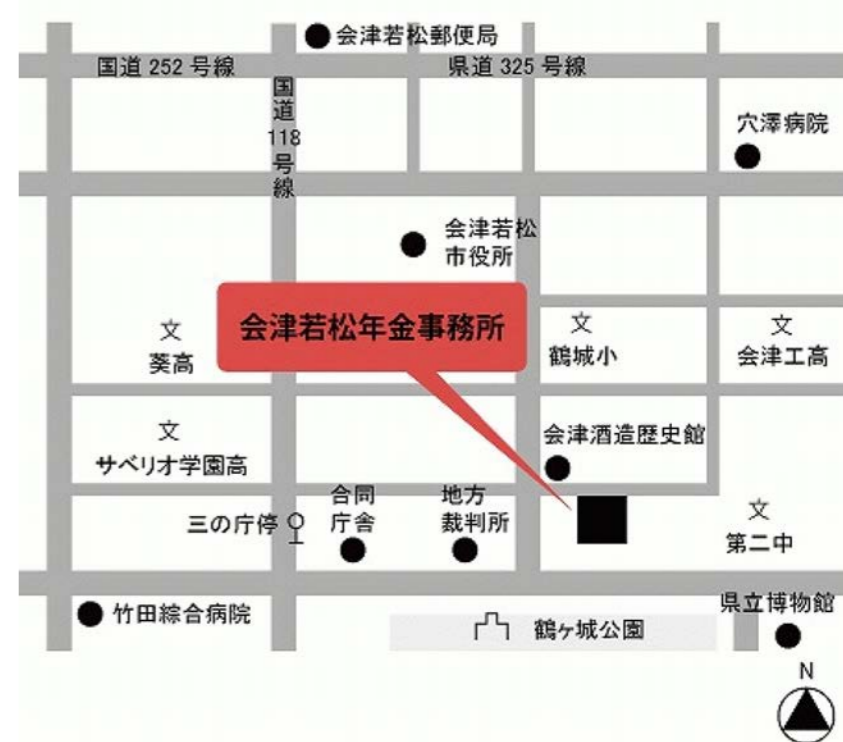 会津若松郵便局
国道 252 号線
県道 325 号線
国道118号線
穴澤病院
会津若松
市役所
会津若松年金事務所
文
葵高
文
鶴城小
文
会津工高
文
サベリオ学園高
会津酒造歴史館
三の庁停
合同
庁舎
地方
裁判所
文
第二中
竹田綜合病院
鶴ヶ城公園
県立博物館
N